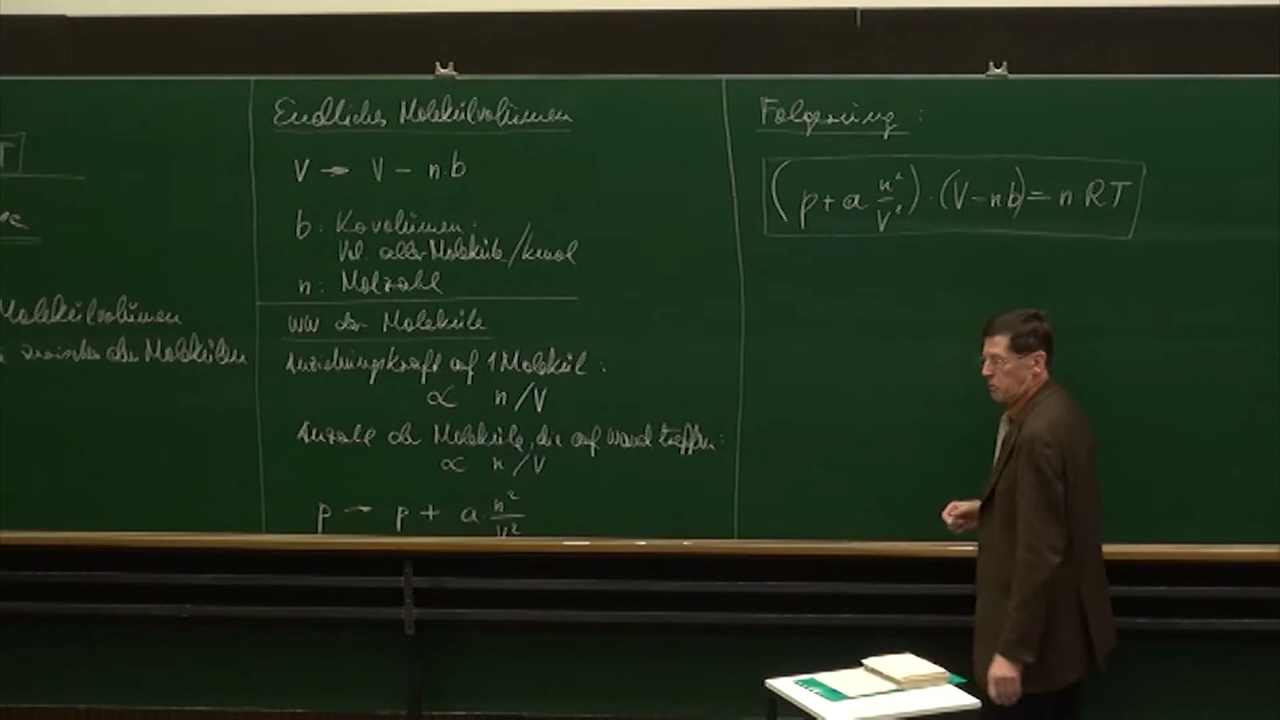 T
Molekülvolumen
zwischen den Molekülen
Endliches Molekülvolumen
V → V - n·b
b: Kovolumen:
Vol. aller Moleküle/kmol
n: Molzahl
WW der Moleküle
Anziehungskraft auf 1 Molekül:
∝ n/V
Anzahl der Moleküle, die auf Wand treffen:
∝ n/V
p → p + a n²/V²
Folgerung:
(p + a n²/V²)·(V-nb) = nRT